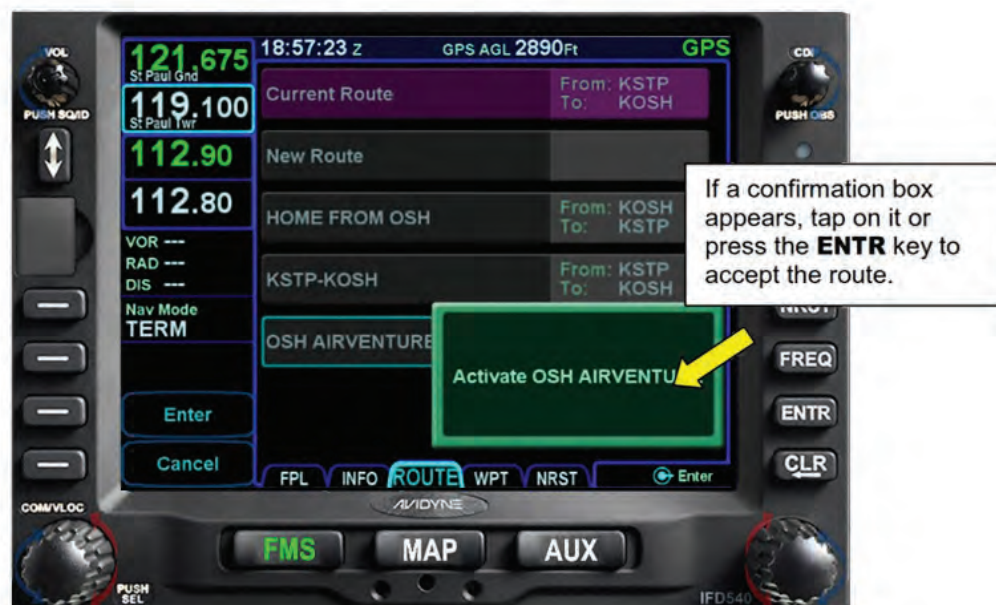 VOL
PUSH SQ/ID
121.675
St Paul Gnd
119.100
St Paul Twr
112.90
112.80
VOR ---
RAD ---
DIS ---
Nav Mode
TERM
Enter
Cancel
18:57:23 Z GPS AGL 2890Ft GPS
Current Route From: KSTP
To: KOSH
New Route
HOME FROM OSH From: KOSH
To: KSTP
KSTP-KOSH From: KSTP
To: KOSH
OSH AIRVENTURE
Activate OSH AIRVENTU
FPL INFO ROUTE WPT NRST Enter
CDI
PUSH OBS
If a confirmation box
appears, tap on it or
press the ENTR key to
accept the route.
NRST
FREQ
ENTR
CLR
COM/VLOC
PUSH
SEL
AVIDYNE
FMS MAP AUX
IFD540